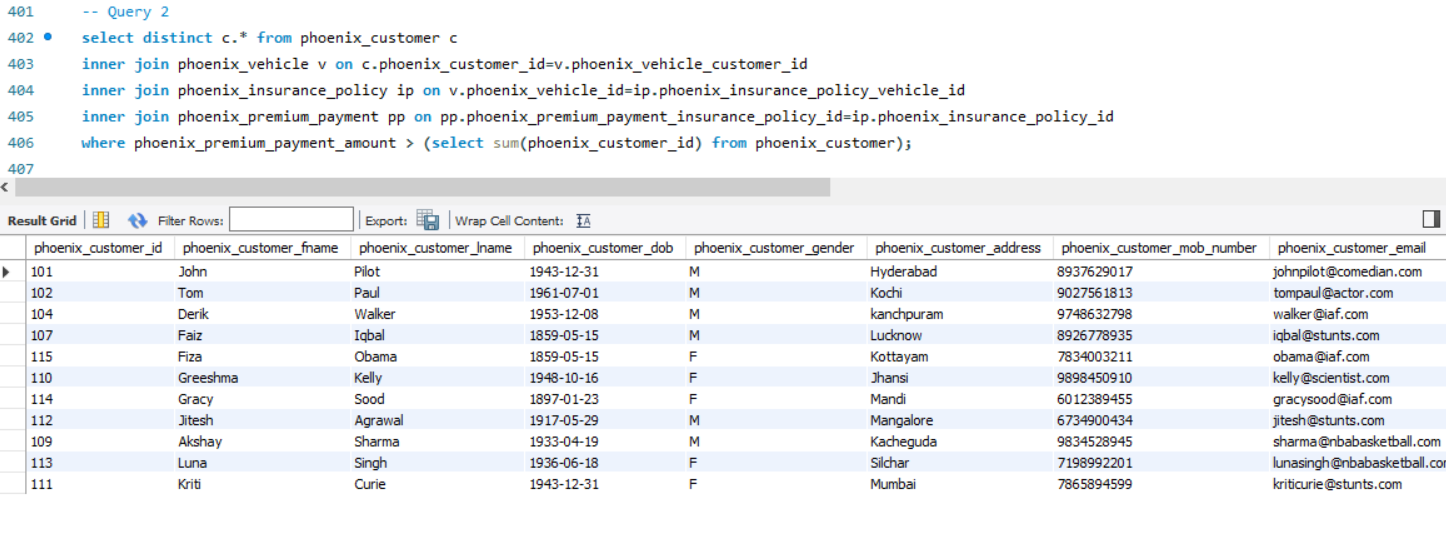 401 -- Query 2
402 select distinct c.* from phoenix_customer c
403 inner join phoenix_vehicle v on c.phoenix_customer_id=v.phoenix_vehicle_customer_id
404 inner join phoenix_insurance_policy ip on v.phoenix_vehicle_id=ip.phoenix_insurance_policy_vehicle_id
405 inner join phoenix_premium_payment pp on pp.phoenix_premium_payment_insurance_policy_id=ip.phoenix_insurance_policy_id
406 where phoenix_premium_payment_amount > (select sum(phoenix_customer_id) from phoenix_customer);
407
Result Grid Filter Rows: Export: Wrap Cell Content:
phoenix_customer_id phoenix_customer_fname phoenix_customer_lname phoenix_customer_dob phoenix_customer_gender phoenix_customer_address phoenix_customer_mob_number phoenix_customer_email
101 John Pilot 1943-12-31 M Hyderabad 8937629017 johnpilot@comedian.com
102 Tom Paul 1961-07-01 M Kochi 9027561813 tompaul@actor.com
104 Derik Walker 1953-12-08 M kanchpuram 9748632798 walker@iaf.com
107 Faiz Iqbal 1859-05-15 M Lucknow 8926778935 iqbal@stunts.com
115 Fiza Obama 1859-05-15 F Kottayam 7834003211 obama@iaf.com
110 Greeshma Kelly 1948-10-16 F Jhansi 9898450910 kelly@scientist.com
114 Gracy Sood 1897-01-23 F Mandi 6012389455 gracysood@iaf.com
112 Jitesh Agrawal 1917-05-29 M Mangalore 6734900434 jitesh@stunts.com
109 Akshay Sharma 1933-04-19 M Kacheguda 9834528945 sharma@nbabasketball.com
113 Luna Singh 1936-06-18 F Silchar 7198992201 lunasingh@nbabasketball.co
111 Kriti Curie 1943-12-31 F Mumbai 7865894599 kriticurie@stunts.com